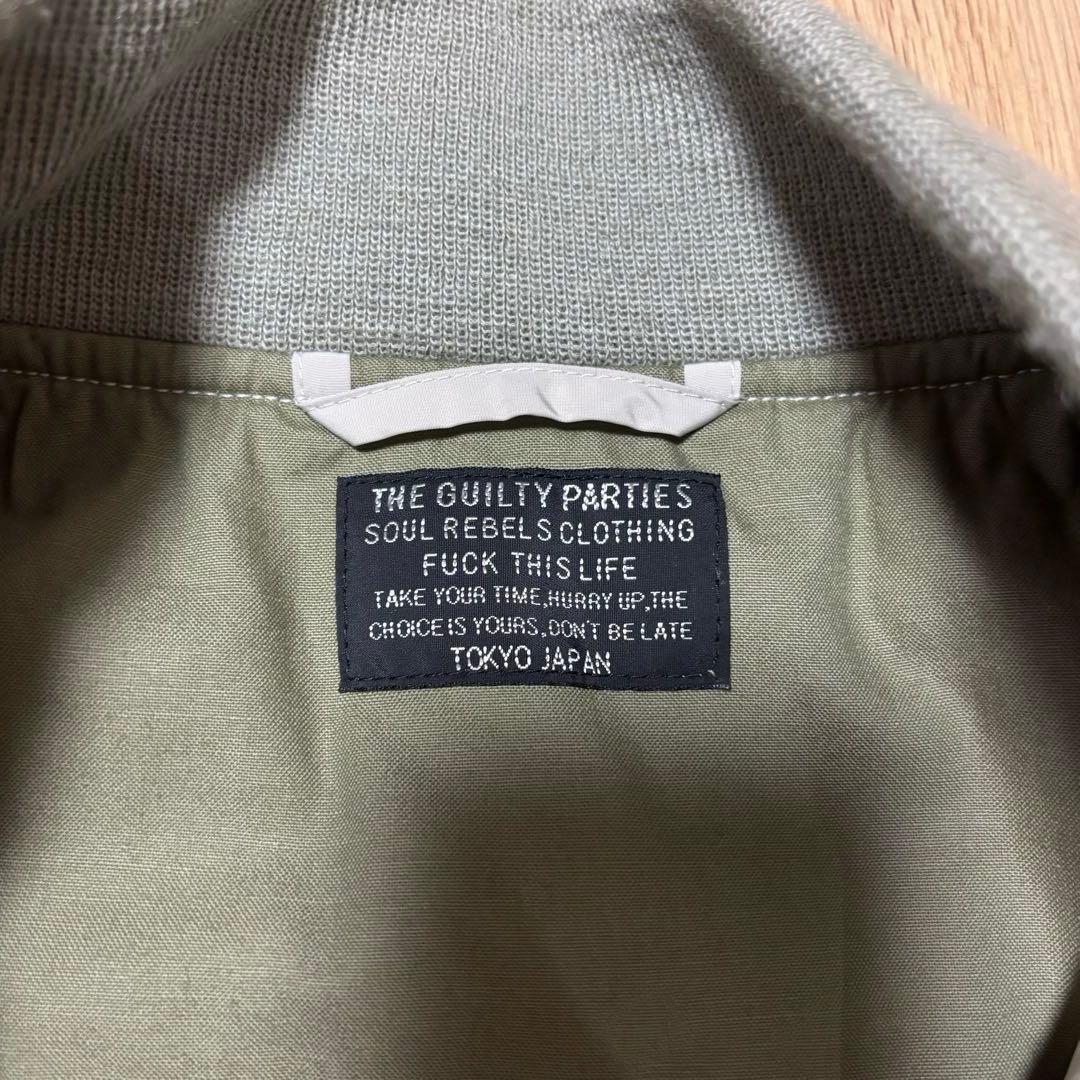 THE GUILTY PARTIES
SOUL REBELS CLOTHING
FUCK THIS LIFE
TAKE YOUR TIME,HURRY UP,THE
CHOICE IS YOURS,DON'T BE LATE
TOKYO JAPAN